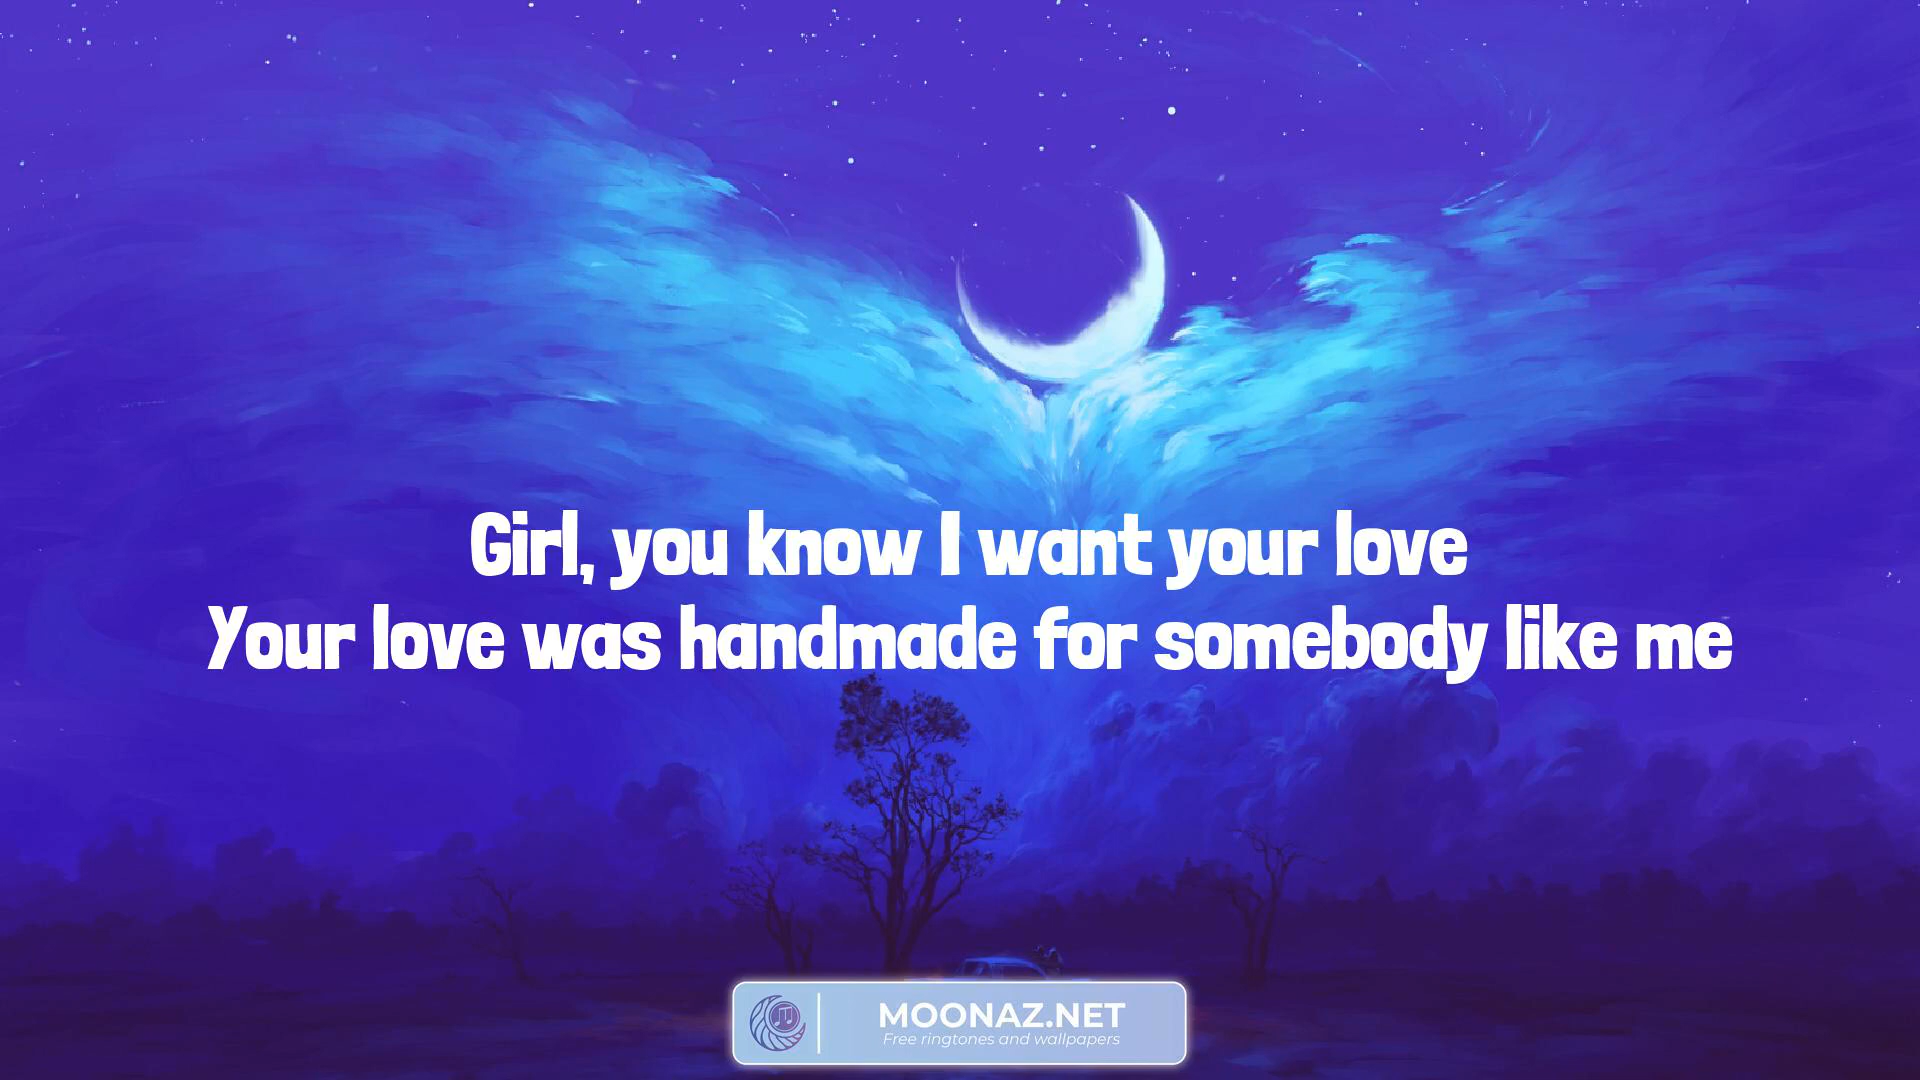 Girl, you know I want your love
Your love was handmade for somebody like me
MOONAZ.NET
Free ringtones and wallpapers